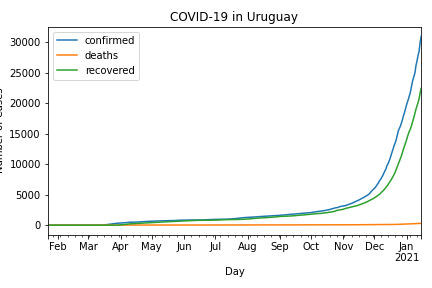 COVID-19 in Uruguay
confirmed
deaths
recovered
30000
25000
20000
15000
10000
5000
0
Feb Mar Apr May Jun Jul Aug Sep Oct Nov Dec Jan
2021
Day